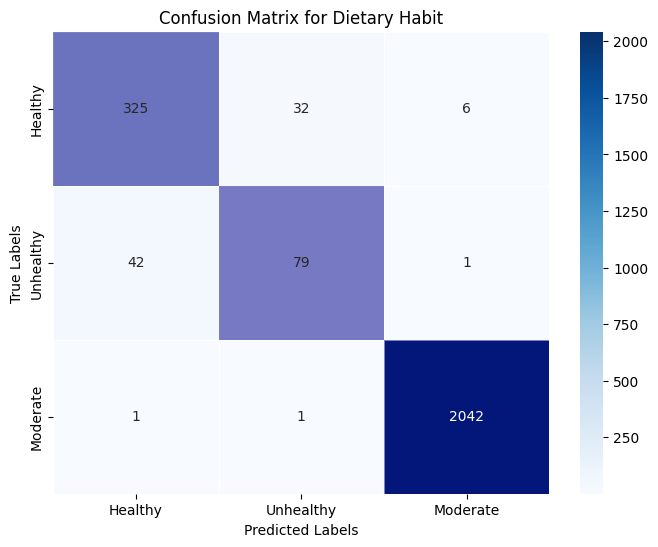 Confusion Matrix for Dietary Habit
True Labels
Healthy
325 32 6
Unhealthy
42 79 1
Moderate
1 1 2042
Healthy Unhealthy Moderate
Predicted Labels
2000
1750
1500
1250
1000
750
500
250